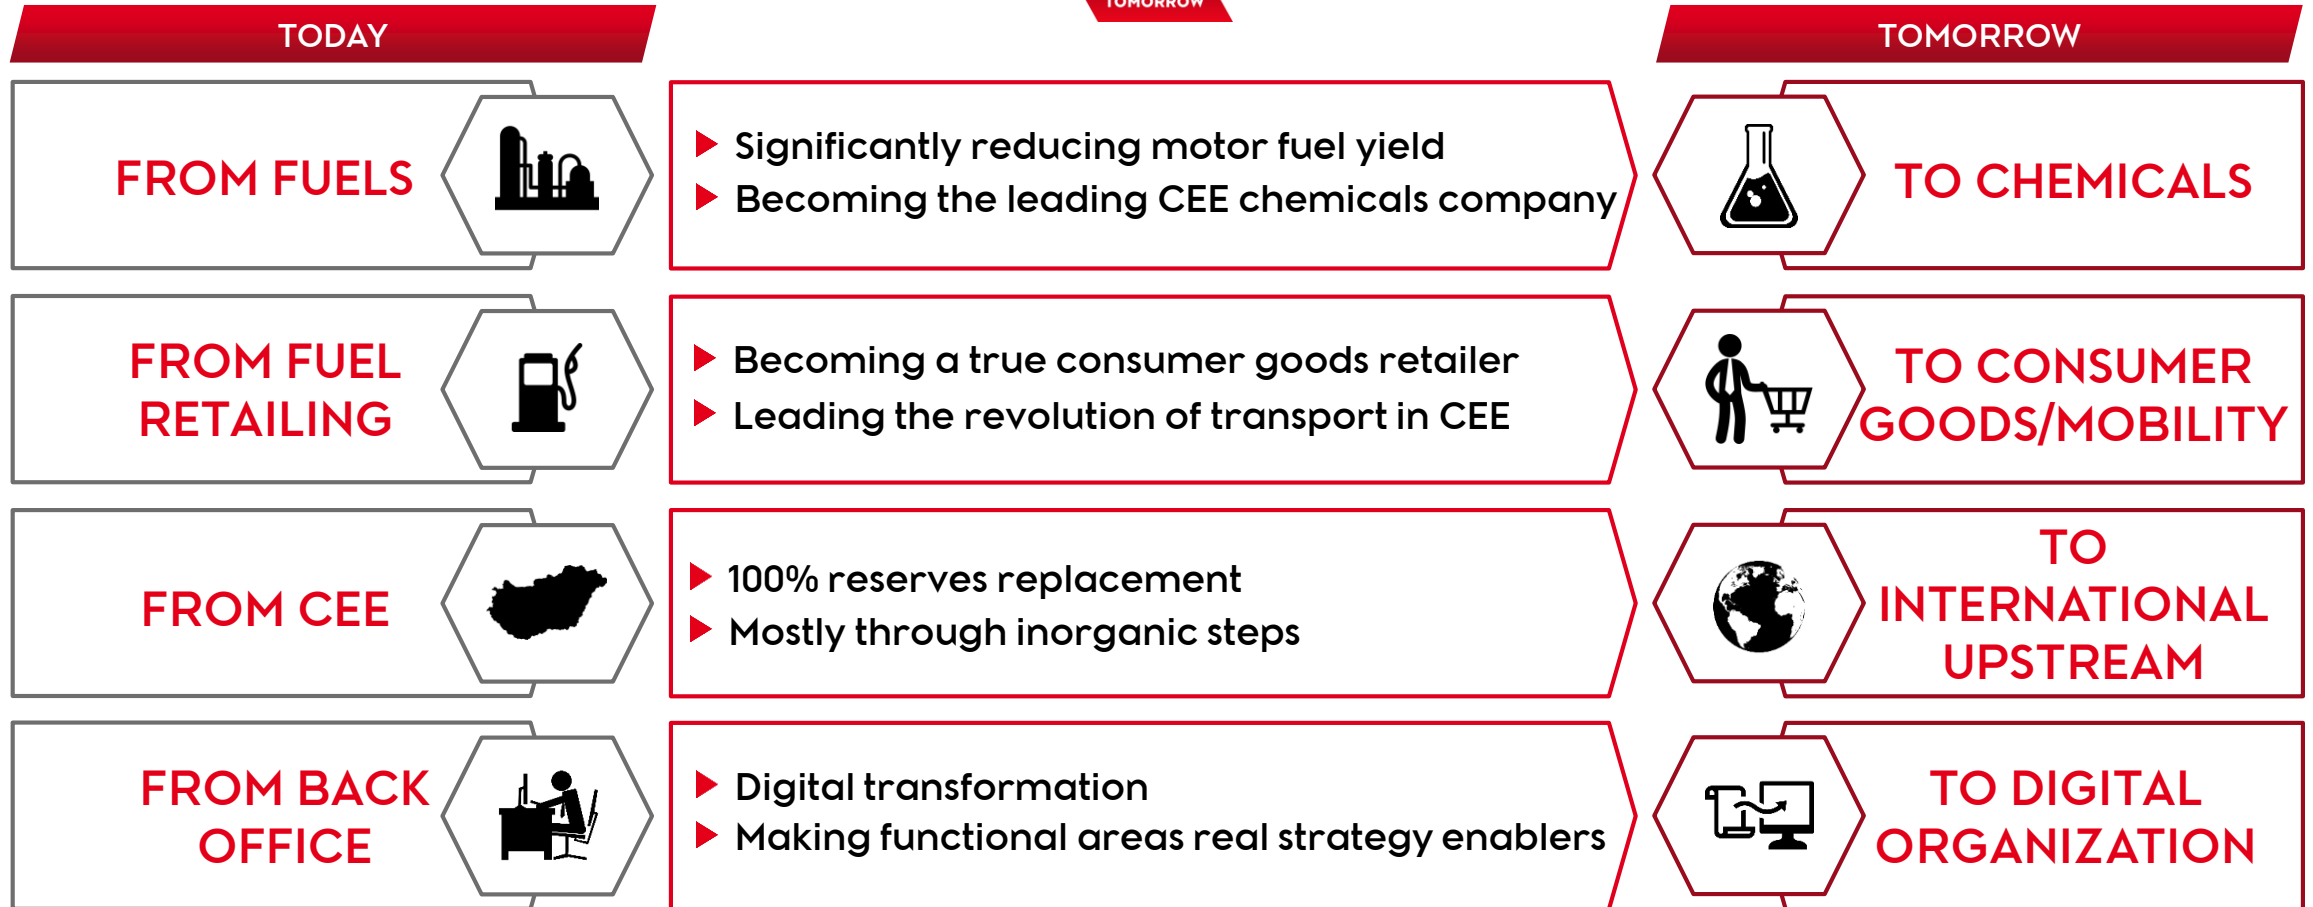 TOMORROW
TODAY
TOMORROW
FROM FUELS
Significantly reducing motor fuel yield
Becoming the leading CEE chemicals company
TO CHEMICALS
FROM FUEL
RETAILING
Becoming a true consumer goods retailer
Leading the revolution of transport in CEE
TO CONSUMER
GOODS/MOBILITY
FROM CEE
100% reserves replacement
Mostly through inorganic steps
TO
INTERNATIONAL
UPSTREAM
FROM BACK
OFFICE
Digital transformation
Making functional areas real strategy enablers
TO DIGITAL
ORGANIZATION